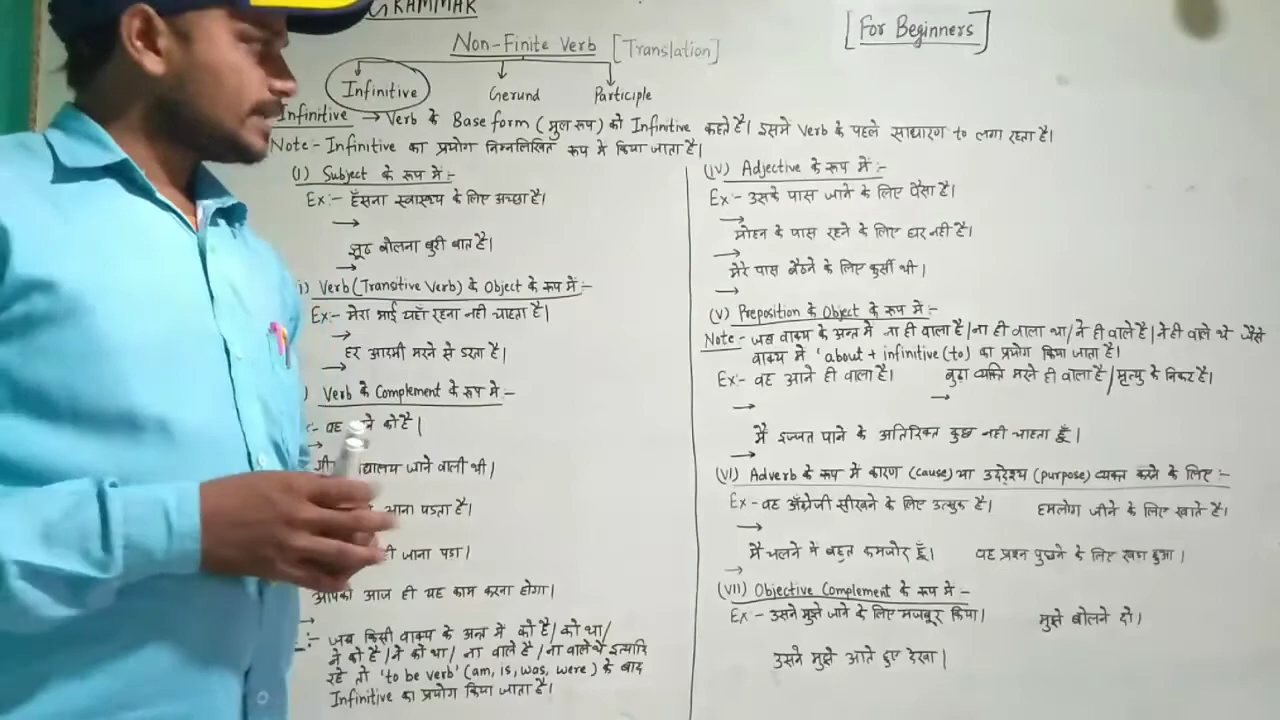 GRAMMAR
[For Beginners]
Non-Finite Verb [Translation]
Infinitive Gerund Participle
Infinitive → Verb के Base form (मुल रूप) को Infinitive कहते है। इसमें Verb के पहले साधारण to लगा रहता है।
Note - Infinitive का प्रयोग निम्नलिखित रूप में किया जाता है।
(I) Subject के रूप में :-
Ex:- हँसना स्वास्थ्य के लिए अच्छा है।
→
झूठ बोलना बुरी बात है।
→
) Verb (Transitive Verb) के Object के रूप में :-
Ex:- मेरा भाई यहाँ रहना नही चाहता है।
→
हर आदमी मरने से डरता है।
→
) Verb के Complement के रूप में :-
:- वह को है।
→
जाने वाली थी।
आना पड़ता है।
ही जाना पड़ा।
आपको आज ही यह काम करना होगा।
→
:- जब किसी वाक्य के अन्त में को है/ को था/
ने को है/ ने को था/ ना वाले है/ ना वाले थे इत्यादि
रहे तो 'to be verb' (am, is, was, were) के बाद
Infinitive का प्रयोग किया जाता है।
(IV) Adjective के रूप में :-
Ex:- उसके पास जाने के लिए पैसा है।
→
मोहन के पास रहने के लिए घर नही है।
→
मेरे पास बैठने के लिए कुर्सी थी।
→
(V) Preposition के Object के रूप में :-
Note - जब वाक्य के अन्त में ना ही वाला है/ना ही वाला था/ने ही वाले है/ने ही वाले थे जैसे
वाक्य में 'about + infinitive (to) का प्रयोग किया जाता है।
Ex:- वह आने ही वाला है। बुढा व्यक्ति मरने ही वाला है/मृत्यु के निकट है।
→ →
मैं इज्जत पाने के अतिरिक्त कुछ नही चाहता हूँ।
→
(VI) Adverb के रूप में कारण (cause) या उद्देश्य (purpose) व्यक्त करने के लिए :-
Ex - वह अँग्रेजी सीखने के लिए उत्सुक है। हमलोग जीने के लिए खाते है।
→
मैं चलने में बहुत कमजोर हूँ। वह प्रश्न पुछने के लिए खड़ा हुआ।
→
(VII) Objective Complement के रूप में -
Ex - उसने मुझे जाने के लिए मजबूर किया। मुझे बोलने दो।
उसने मुझे आते हुए देखा।